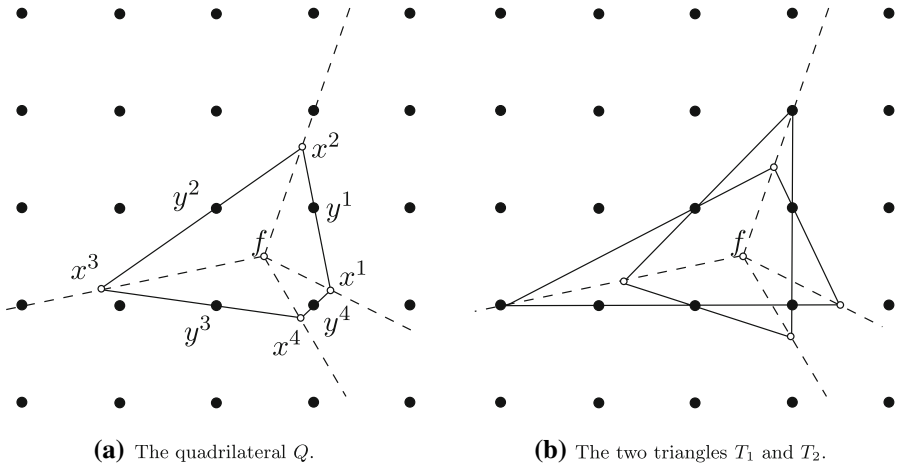 x²
y²
y¹
f
x³
x¹
y³
y⁴
x⁴
f
(a) The quadrilateral Q.
(b) The two triangles T₁ and T₂.